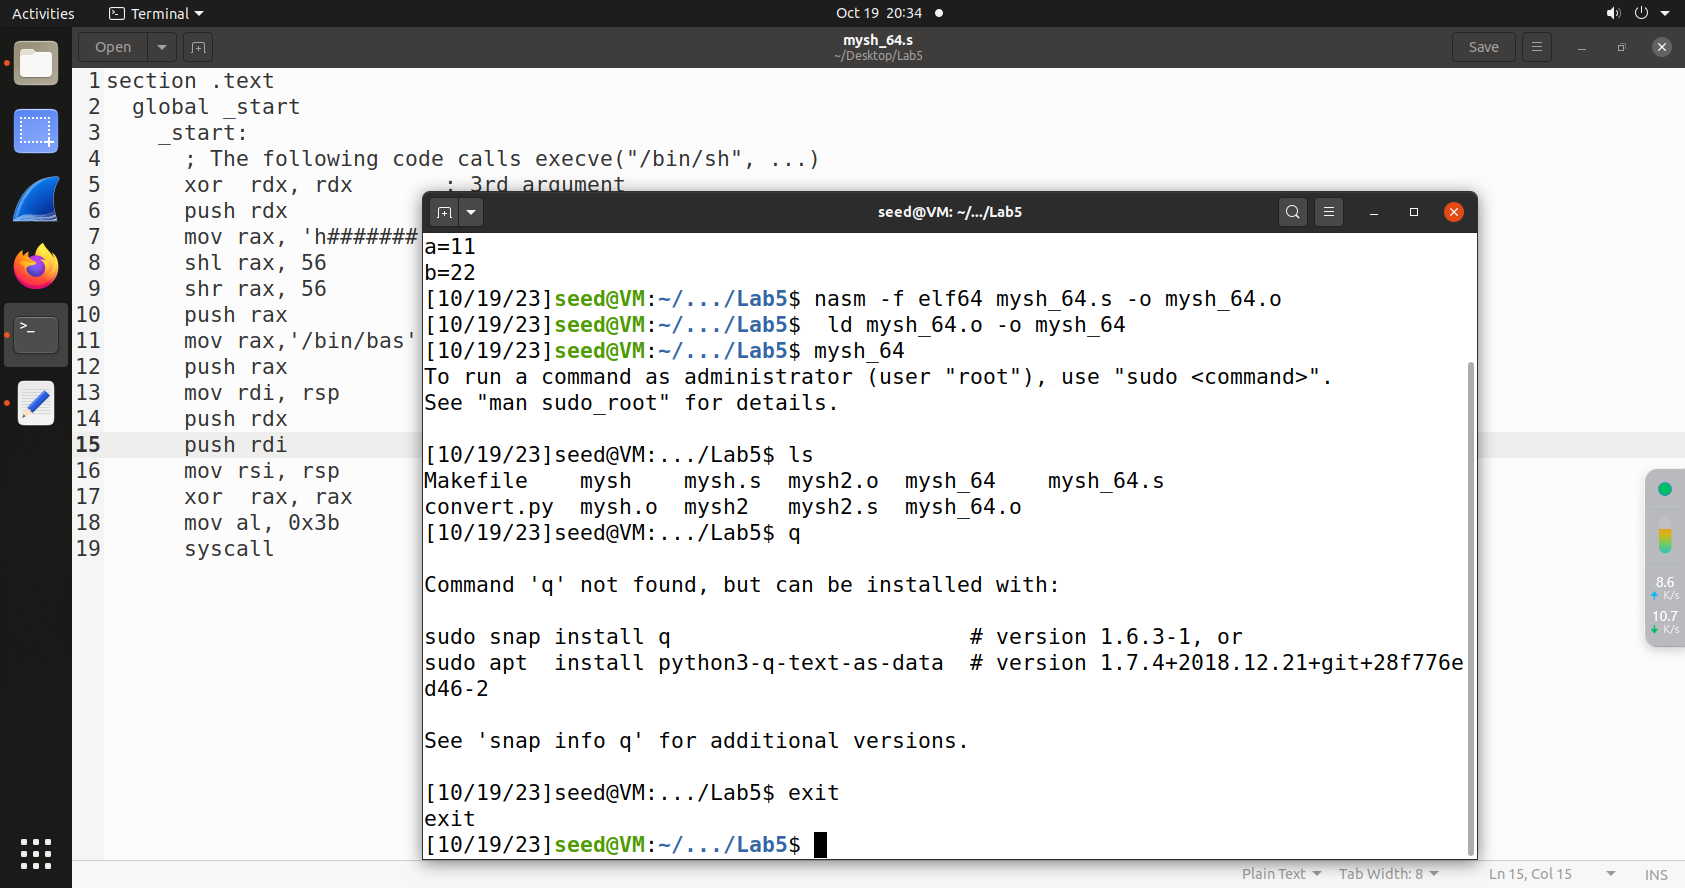 Activities Terminal Oct 19 20:34
Open mysh_64.s Save
~/Desktop/Lab5
1 section .text
2   global _start
3     _start:
4       ; The following code calls execve("/bin/sh", ...)
5       xor  rdx, rdx       ; 3rd argument
6       push rdx
7       mov rax, 'h#######
8       shl rax, 56
9       shr rax, 56
10       push rax
11       mov rax,'/bin/bas'
12       push rax
13       mov rdi, rsp
14       push rdx
15       push rdi
16       mov rsi, rsp
17       xor  rax, rax
18       mov al, 0x3b
19       syscall
seed@VM: ~/.../Lab5
a=11
b=22
[10/19/23]seed@VM:~/.../Lab5$ nasm -f elf64 mysh_64.s -o mysh_64.o
[10/19/23]seed@VM:~/.../Lab5$  ld mysh_64.o -o mysh_64
[10/19/23]seed@VM:~/.../Lab5$ mysh_64
To run a command as administrator (user "root"), use "sudo <command>".
See "man sudo_root" for details.
[10/19/23]seed@VM:.../Lab5$ ls
Makefile    mysh    mysh.s  mysh2.o  mysh_64    mysh_64.s
convert.py  mysh.o  mysh2   mysh2.s  mysh_64.o
[10/19/23]seed@VM:.../Lab5$ q
Command 'q' not found, but can be installed with:
sudo snap install q                       # version 1.6.3-1, or
sudo apt  install python3-q-text-as-data  # version 1.7.4+2018.12.21+git+28f776e
d46-2
See 'snap info q' for additional versions.
[10/19/23]seed@VM:.../Lab5$ exit
exit
[10/19/23]seed@VM:~/.../Lab5$
8.6
K/s
10.7
K/s
Plain Text Tab Width: 8 Ln 15, Col 15 INS